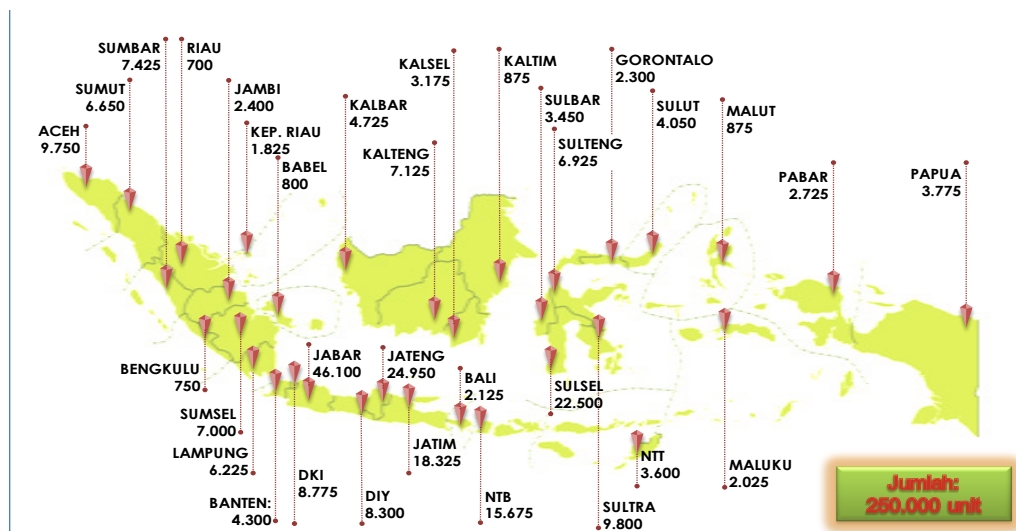 SUMBAR
7.425
RIAU
700
SUMUT
6.650
JAMBI
2.400
ACEH
9.750
KEP. RIAU
1.825
BABEL
800
KALBAR
4.725
KALSEL
3.175
KALTENG
7.125
KALTIM
875
SULBAR
3.450
SULTENG
6.925
GORONTALO
2.300
SULUT
4.050
MALUT
875
PABAR
2.725
PAPUA
3.775
BENGKULU
750
SUMSEL
7.000
LAMPUNG
6.225
BANTEN:
4.300
DKI
8.775
JABAR
46.100
DIY
8.300
JATENG
24.950
JATIM
18.325
BALI
2.125
NTB
15.675
SULSEL
22.500
SULTRA
9.800
NTT
3.600
MALUKU
2.025
Jumlah:
250.000 unit